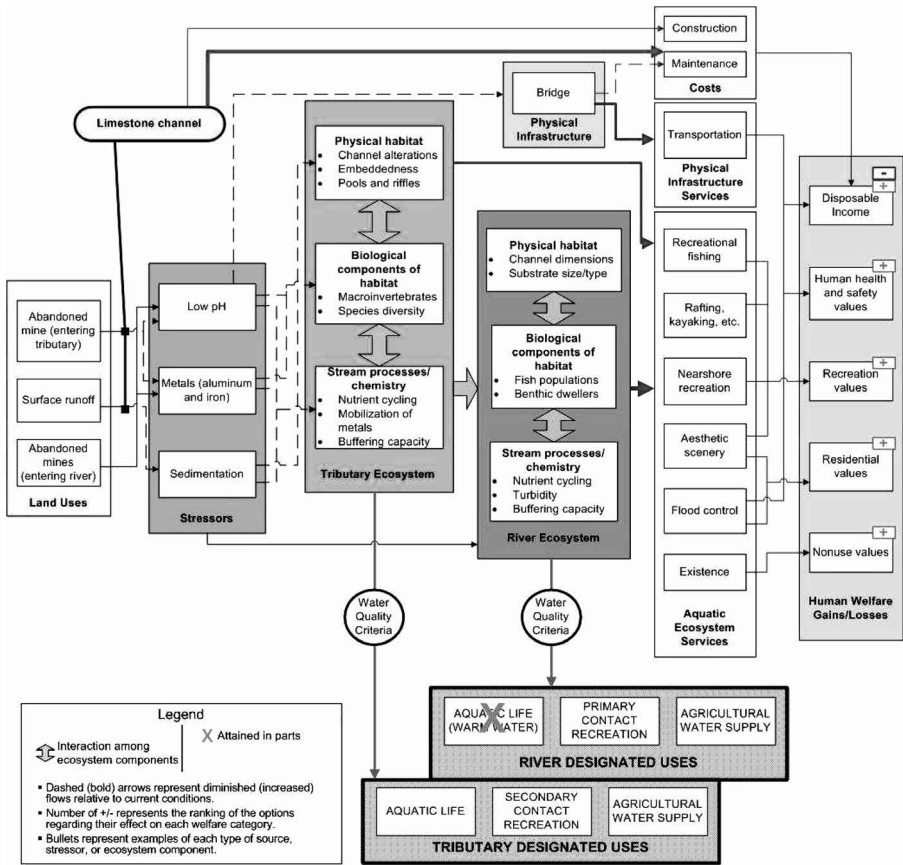 Construction
Maintenance
Costs
Limestone channel
Bridge
Physical
Infrastructure
Transportation
Physical
Infrastructure
Services
Physical habitat
• Channel alterations
• Embeddedness
• Pools and riffles
Biological
components of
habitat
• Macroinvertebrates
• Species diversity
Stream processes/
chemistry
• Nutrient cycling
• Mobilization of
metals
• Buffering capacity
Tributary Ecosystem
Physical habitat
• Channel dimensions
• Substrate size/type
Biological
components of
habitat
• Fish populations
• Benthic dwellers
Stream processes/
chemistry
• Nutrient cycling
• Turbidity
• Buffering capacity
River Ecosystem
Abandoned
mine (entering
tributary)
Surface runoff
Abandoned
mines (entering
river)
Land Uses
Low pH
Metals (aluminum
and iron)
Sedimentation
Stressors
Recreational
fishing
Rafting,
kayaking, etc.
Nearshore
recreation
Aesthetic
scenery
Flood control
Existence
Aquatic
Ecosystem
Services
-
+
Disposable
Income
+
Human health
and safety
values
+
Recreation
values
+
Residential
values
+
Nonuse values
Human Welfare
Gains/Losses
Water
Quality
Criteria
Water
Quality
Criteria
AQUATIC LIFE
(WARM WATER)
X
PRIMARY
CONTACT
RECREATION
AGRICULTURAL
WATER SUPPLY
RIVER DESIGNATED USES
AQUATIC LIFE
SECONDARY
CONTACT
RECREATION
AGRICULTURAL
WATER SUPPLY
TRIBUTARY DESIGNATED USES
Legend
Interaction among
ecosystem components
X Attained in parts
• Dashed (bold) arrows represent diminished (increased)
flows relative to current conditions.
• Number of +/- represents the ranking of the options
regarding their effect on each welfare category.
• Bullets represent examples of each type of source,
stressor, or ecosystem component.